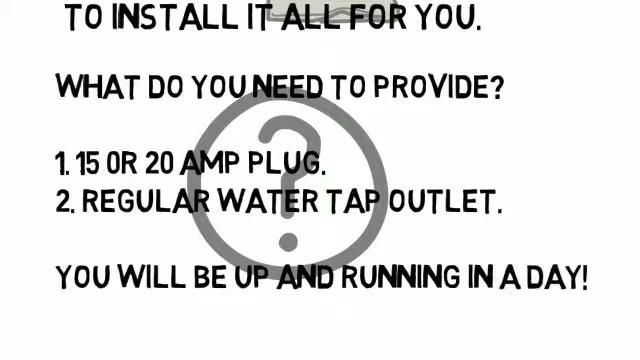 TO INSTALL IT ALL FOR YOU.
WHAT DO YOU NEED TO PROVIDE?
1. 15 OR 20 AMP PLUG.
2. REGULAR WATER TAP OUTLET.
YOU WILL BE UP AND RUNNING IN A DAY!